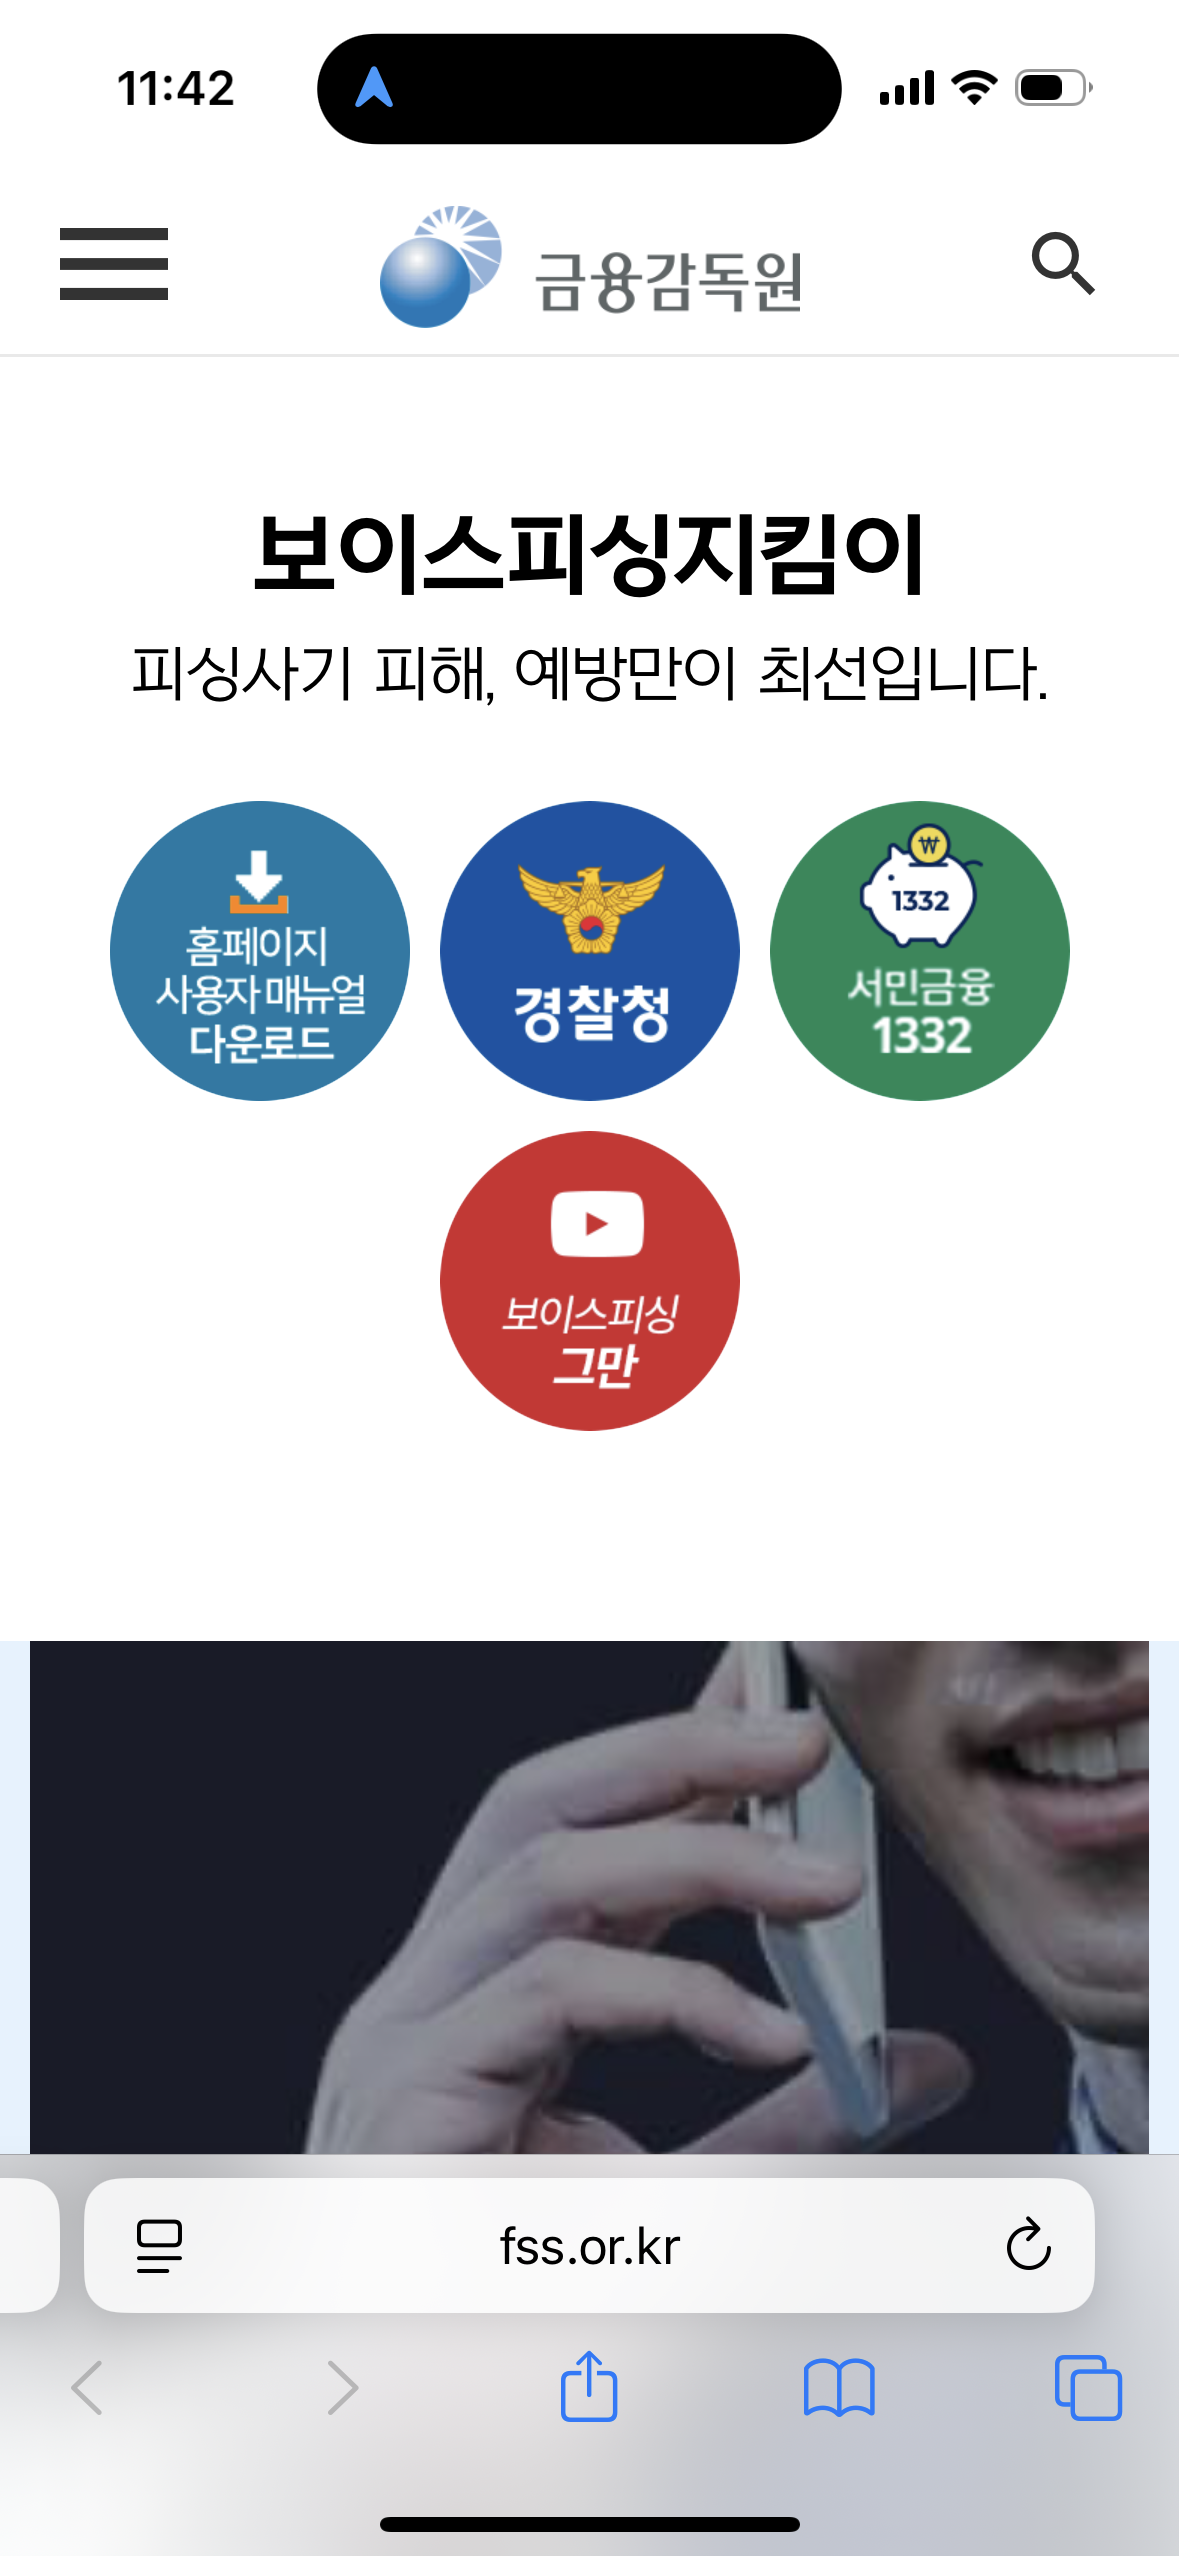 11:42
금융감독원
보이스피싱지킴이
피싱사기 피해, 예방만이 최선입니다.
홈페이지
사용자 매뉴얼
다운로드
경찰청
₩
1332
서민금융
1332
보이스피싱
그만
fss.or.kr